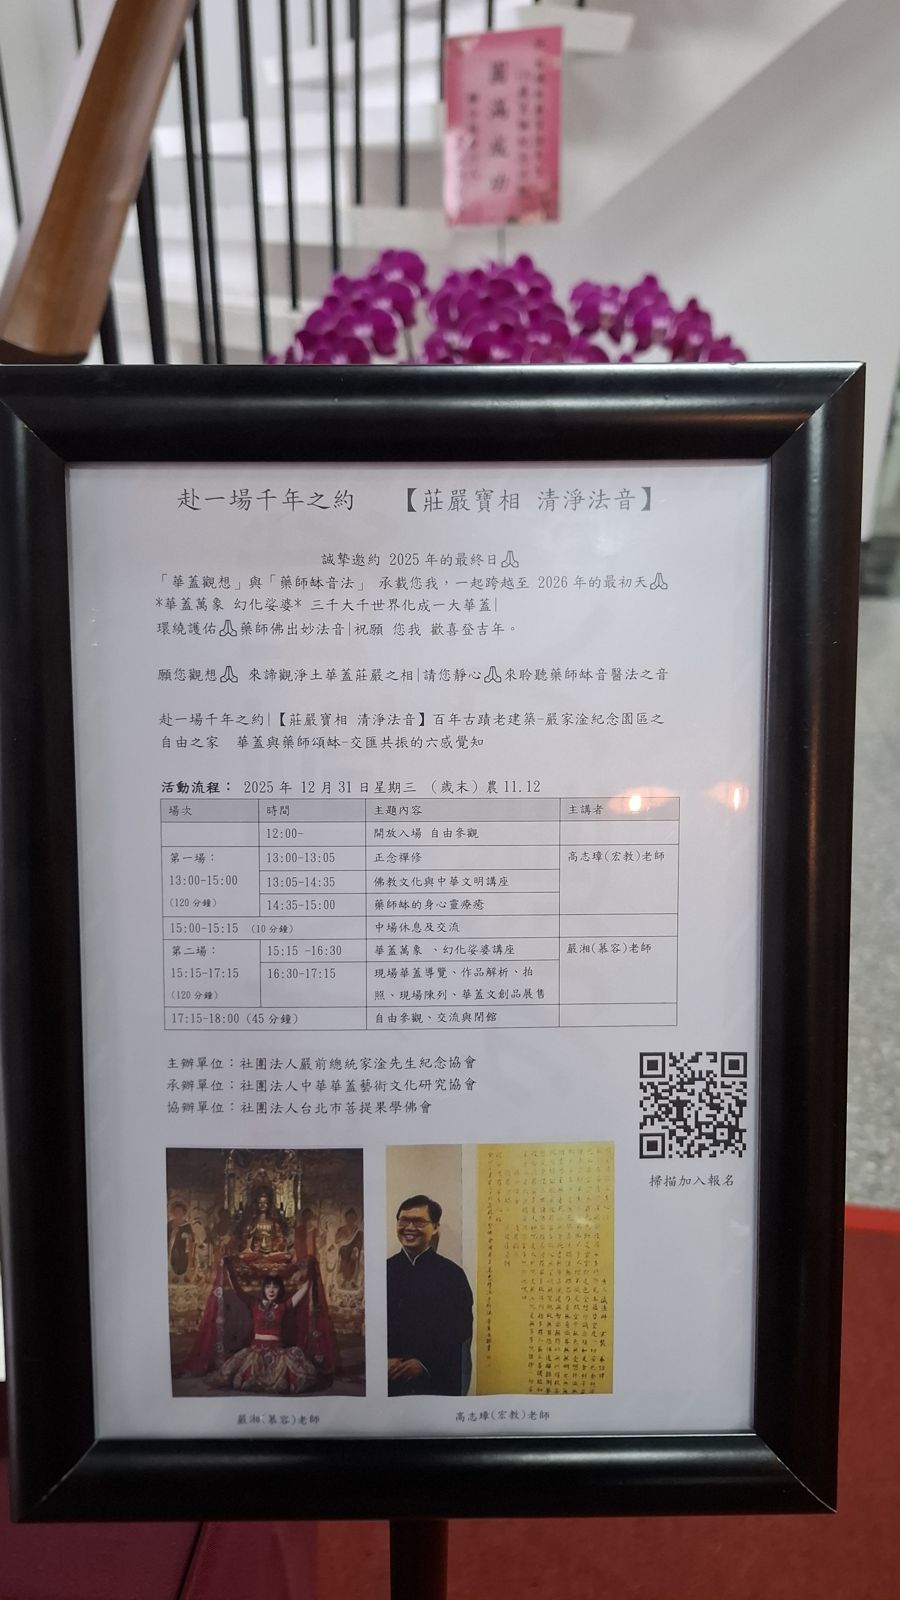 圓滿成功
赴一場千年之約 【莊嚴寶相 清淨法音】
誠摯邀約 2025 年的最終日🙏
「華蓋觀想」與「藥師缽音法」 承載您我，一起跨越至 2026 年的最初天🙏
*華蓋萬象 幻化娑婆* 三千大千世界化成一大華蓋|
環繞護佑🙏藥師佛出妙法音|祝願 您我 歡喜登吉年。
願您觀想🙏 來諦觀淨土華蓋莊嚴之相|請您靜心🙏來聆聽藥師缽音醫法之音
赴一場千年之約|【莊嚴寶相 清淨法音】百年古蹟老建築-嚴家淦紀念園區之
自由之家 華蓋與藥師頌缽-交匯共振的六感覺知
活動流程： 2025 年 12 月 31 日星期三 （歲末）農 11.12
場次 時間 主題內容 主講者
12:00- 開放入場 自由參觀
第一場： 13:00-13:05 正念禪修 高志璋(宏教)老師
13:00-15:00 13:05-14:35 佛教文化與中華文明講座
(120 分鐘) 14:35-15:00 藥師缽的身心靈療癒
15:00-15:15 (10 分鐘) 中場休息及交流
第二場： 15:15 -16:30 華蓋萬象 、幻化娑婆講座 嚴湘(慕容)老師
15:15-17:15 16:30-17:15 現場華蓋導覽、作品解析、拍
(120 分鐘) 照、現場陳列、華蓋文創品展售
17:15-18:00 (45 分鐘) 自由參觀、交流與閉館
主辦單位：社團法人嚴前總統家淦先生紀念協會
承辦單位：社團法人中華華蓋藝術文化研究協會
協辦單位：社團法人台北市菩提果學佛會
掃描加入報名
嚴湘(慕容)老師
高志璋(宏教)老師